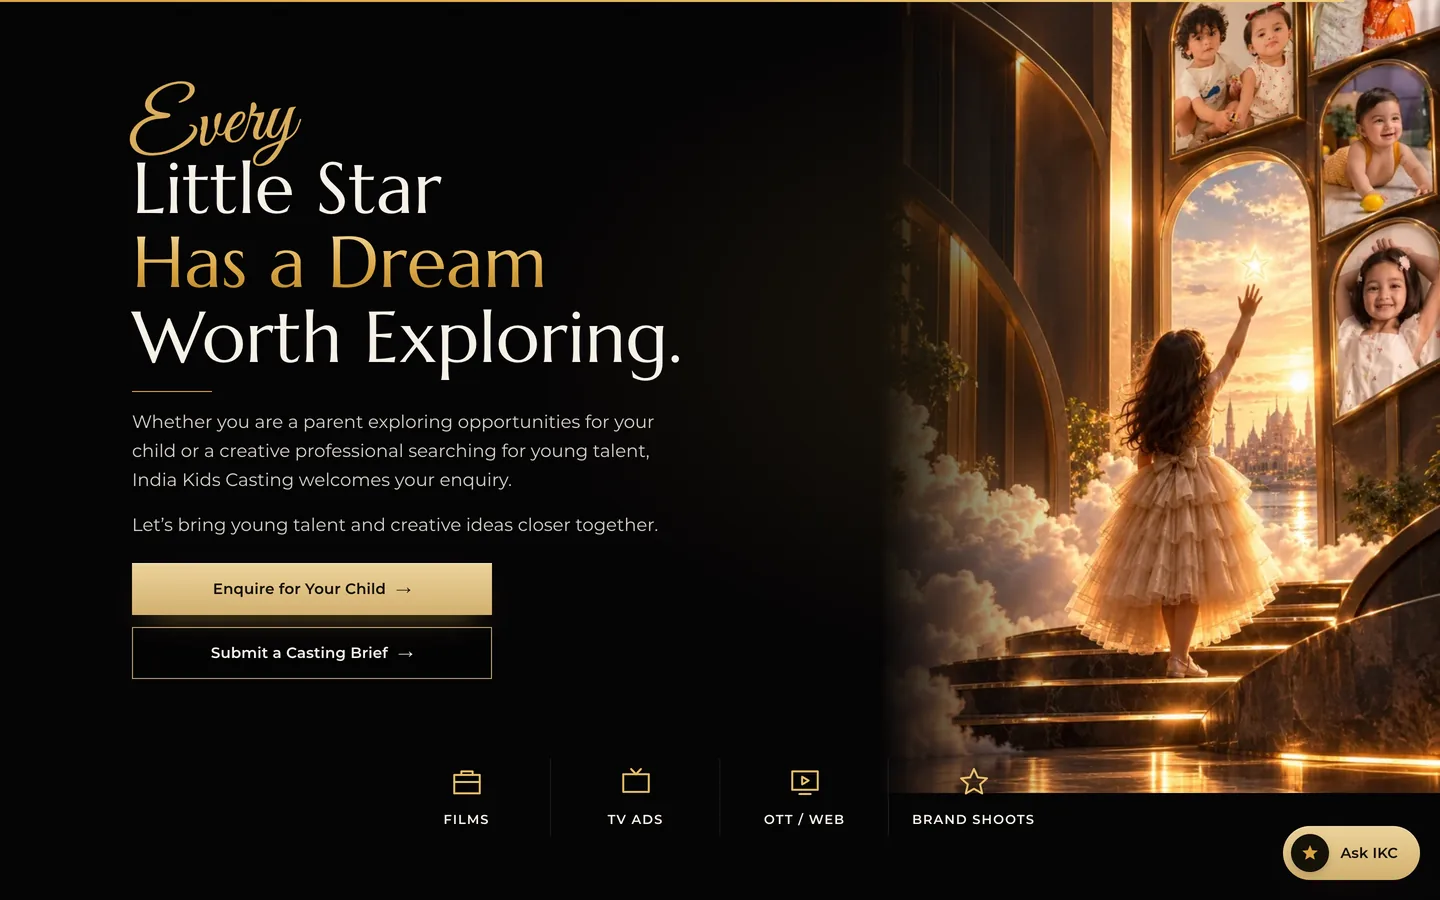 Every
Little Star
Has a Dream
Worth Exploring.
Whether you are a parent exploring opportunities for your
child or a creative professional searching for young talent,
India Kids Casting welcomes your enquiry.
Let’s bring young talent and creative ideas closer together.
Enquire for Your Child →
Submit a Casting Brief →
FILMS
TV ADS
OTT / WEB
BRAND SHOOTS
Ask IKC